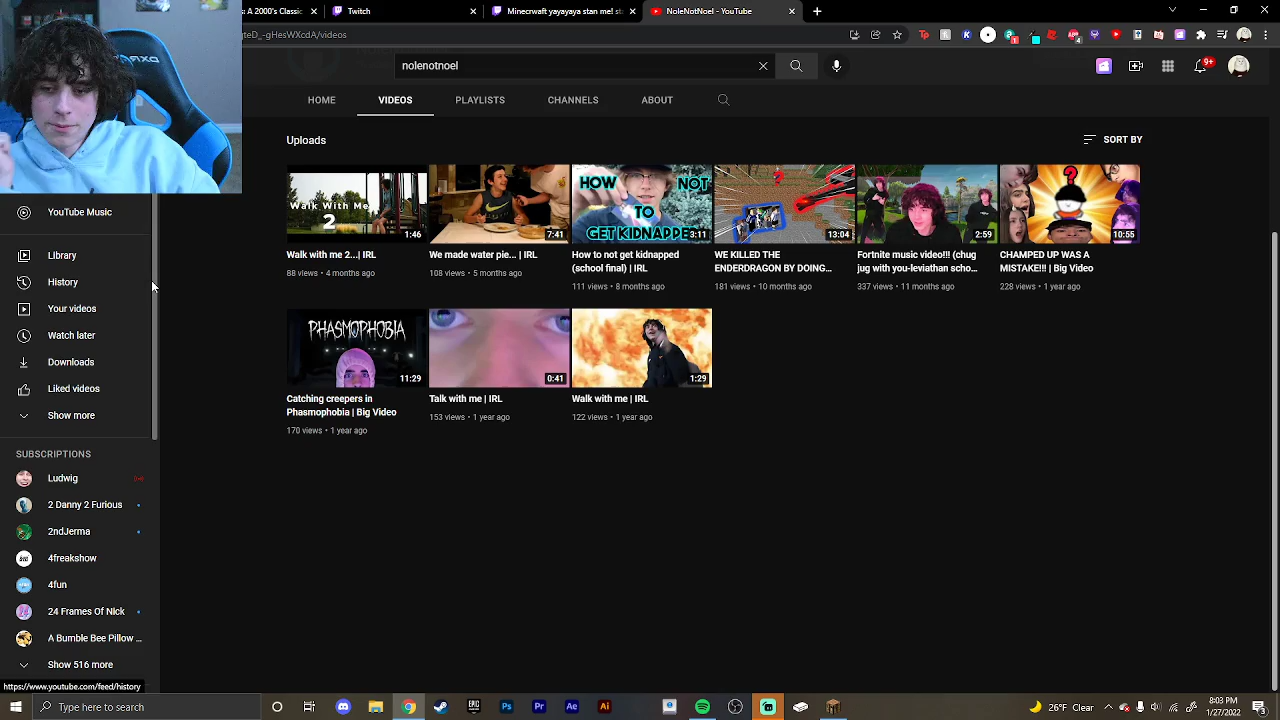 s A 2000's Classic
Twitch
Minecraft yayayaya (school me! st
NoleNotNoel - YouTube
teD_-gHesWXcdA/videos
nolenotnoel
9+
HOME
VIDEOS
PLAYLISTS
CHANNELS
ABOUT
Uploads
SORT BY
Walk With Me
2
1:46
7:41
HOW NOT
TO
GET KIDNAPPE
3:11
?
13:04
2:59
?
10:55
Walk with me 2...| IRL
88 views • 4 months ago
We made water pie... | IRL
108 views • 5 months ago
How to not get kidnapped
(school final) | IRL
111 views • 8 months ago
WE KILLED THE
ENDERDRAGON BY DOING...
181 views • 10 months ago
Fortnite music video!!! (chug
jug with you-leviathan scho...
337 views • 11 months ago
CHAMPED UP WAS A
MISTAKE!!! | Big Video
228 views • 1 year ago
PHASMOPHOBIA
11:29
0:41
1:29
Catching creepers in
Phasmophobia | Big Video
170 views • 1 year ago
Talk with me | IRL
153 views • 1 year ago
Walk with me | IRL
122 views • 1 year ago
YouTube Music
Library
History
Your videos
Watch later
Downloads
Liked videos
Show more
SUBSCRIPTIONS
Ludwig
2 Danny 2 Furious
2ndJerma
4freakshow
4fun
24 Frames Of Nick
A Bumble Bee Pillow ...
Show 516 more
https://www.youtube.com/feed/history
Type here to search
Ps
Pr
Ae
Ai
26°F Clear
8:03 PM
1/27/2022